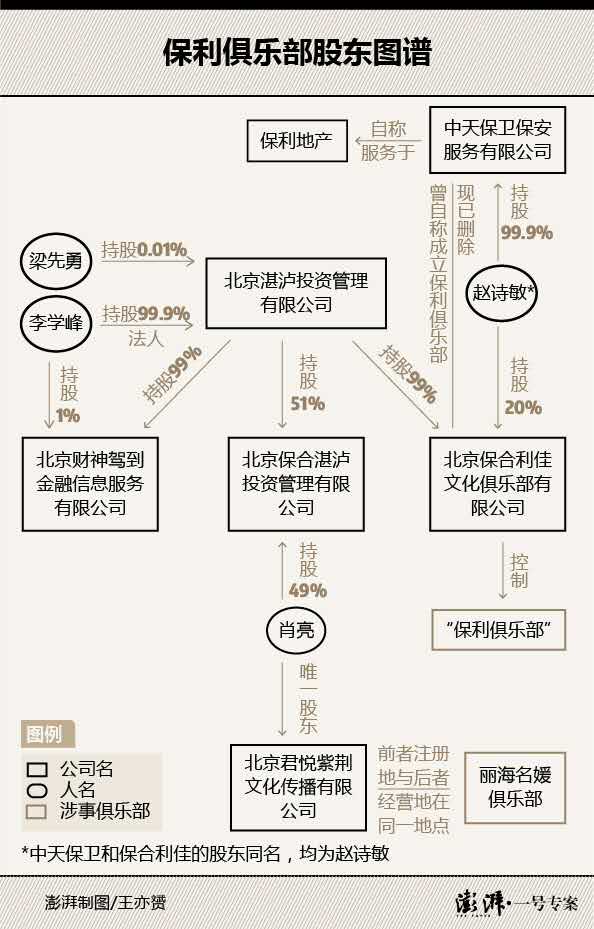 保利俱乐部股东图谱
保利地产
自称
服务于
中天保卫保安
服务有限公司
曾自称成立保利俱乐部
现已删除
持股
99.9%
梁先勇
持股0.01%
北京湛泸投资管理
有限公司
赵诗敏*
李学峰
持股99.9%
法人
持股
1%
持股99%
持股
51%
持股99%
持股
20%
北京财神驾到
金融信息服务
有限公司
北京保合湛泸
投资管理有限
公司
北京保合利佳
文化俱乐部有
限公司
持股
49%
控制
肖亮
“保利俱乐部”
唯一股东
北京君悦紫荆
文化传播有限
公司
前者注册
地与后者
经营地在
同一地点
丽海名媛
俱乐部
图例
公司名
人名
涉事俱乐部
*中天保卫和保合利佳的股东同名，均为赵诗敏
澎湃制图/王亦赟
澎湃·一号专案